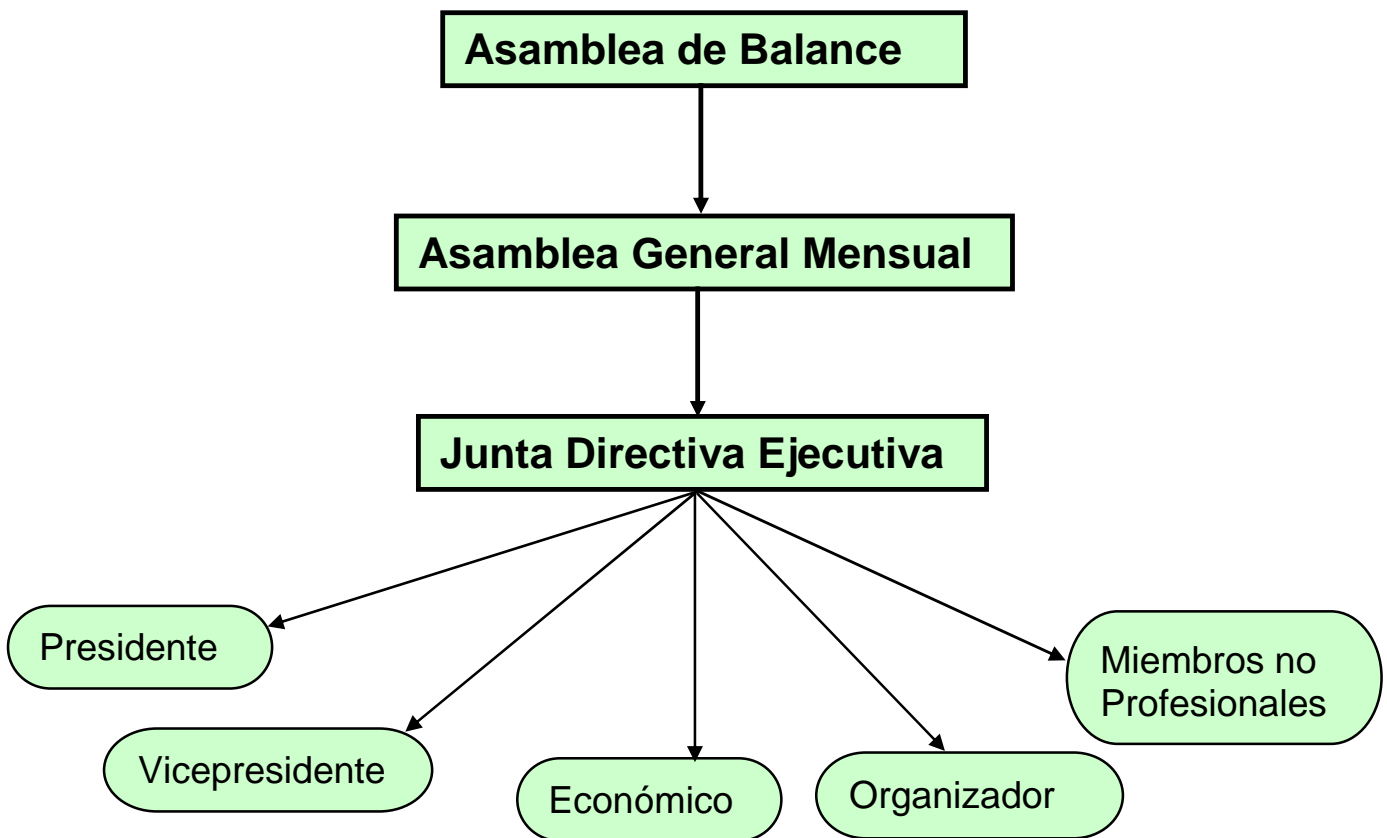 Asamblea de Balance
Asamblea General Mensual
Junta Directiva Ejecutiva
Presidente
Vicepresidente
Económico
Organizador
Miembros no
Profesionales